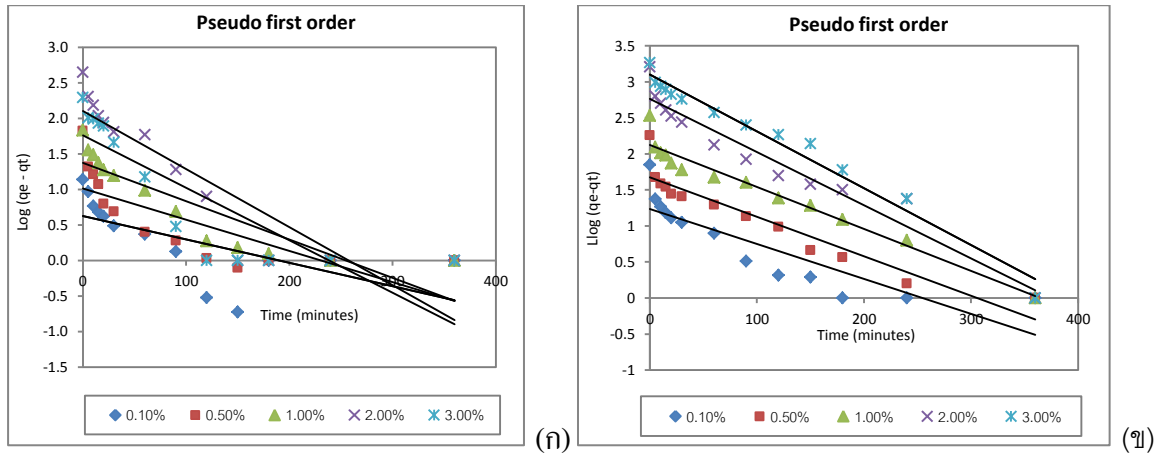 Pseudo first order
3.0
2.5
2.0
1.5
1.0
0.5
0.0
-0.5
-1.0
-1.5
Log (qe - qt)
0
200
400
Time (minutes)
0.10% 0.50% 1.00% 2.00% 3.00%
(ก)
Pseudo first order
3.5
3
2.5
2
1.5
1
0.5
0
-0.5
-1
Llog (qe-qt)
0 100 200 300 400
Time (minutes)
0.10% 0.50% 1.00% 2.00% 3.00%
(ข)